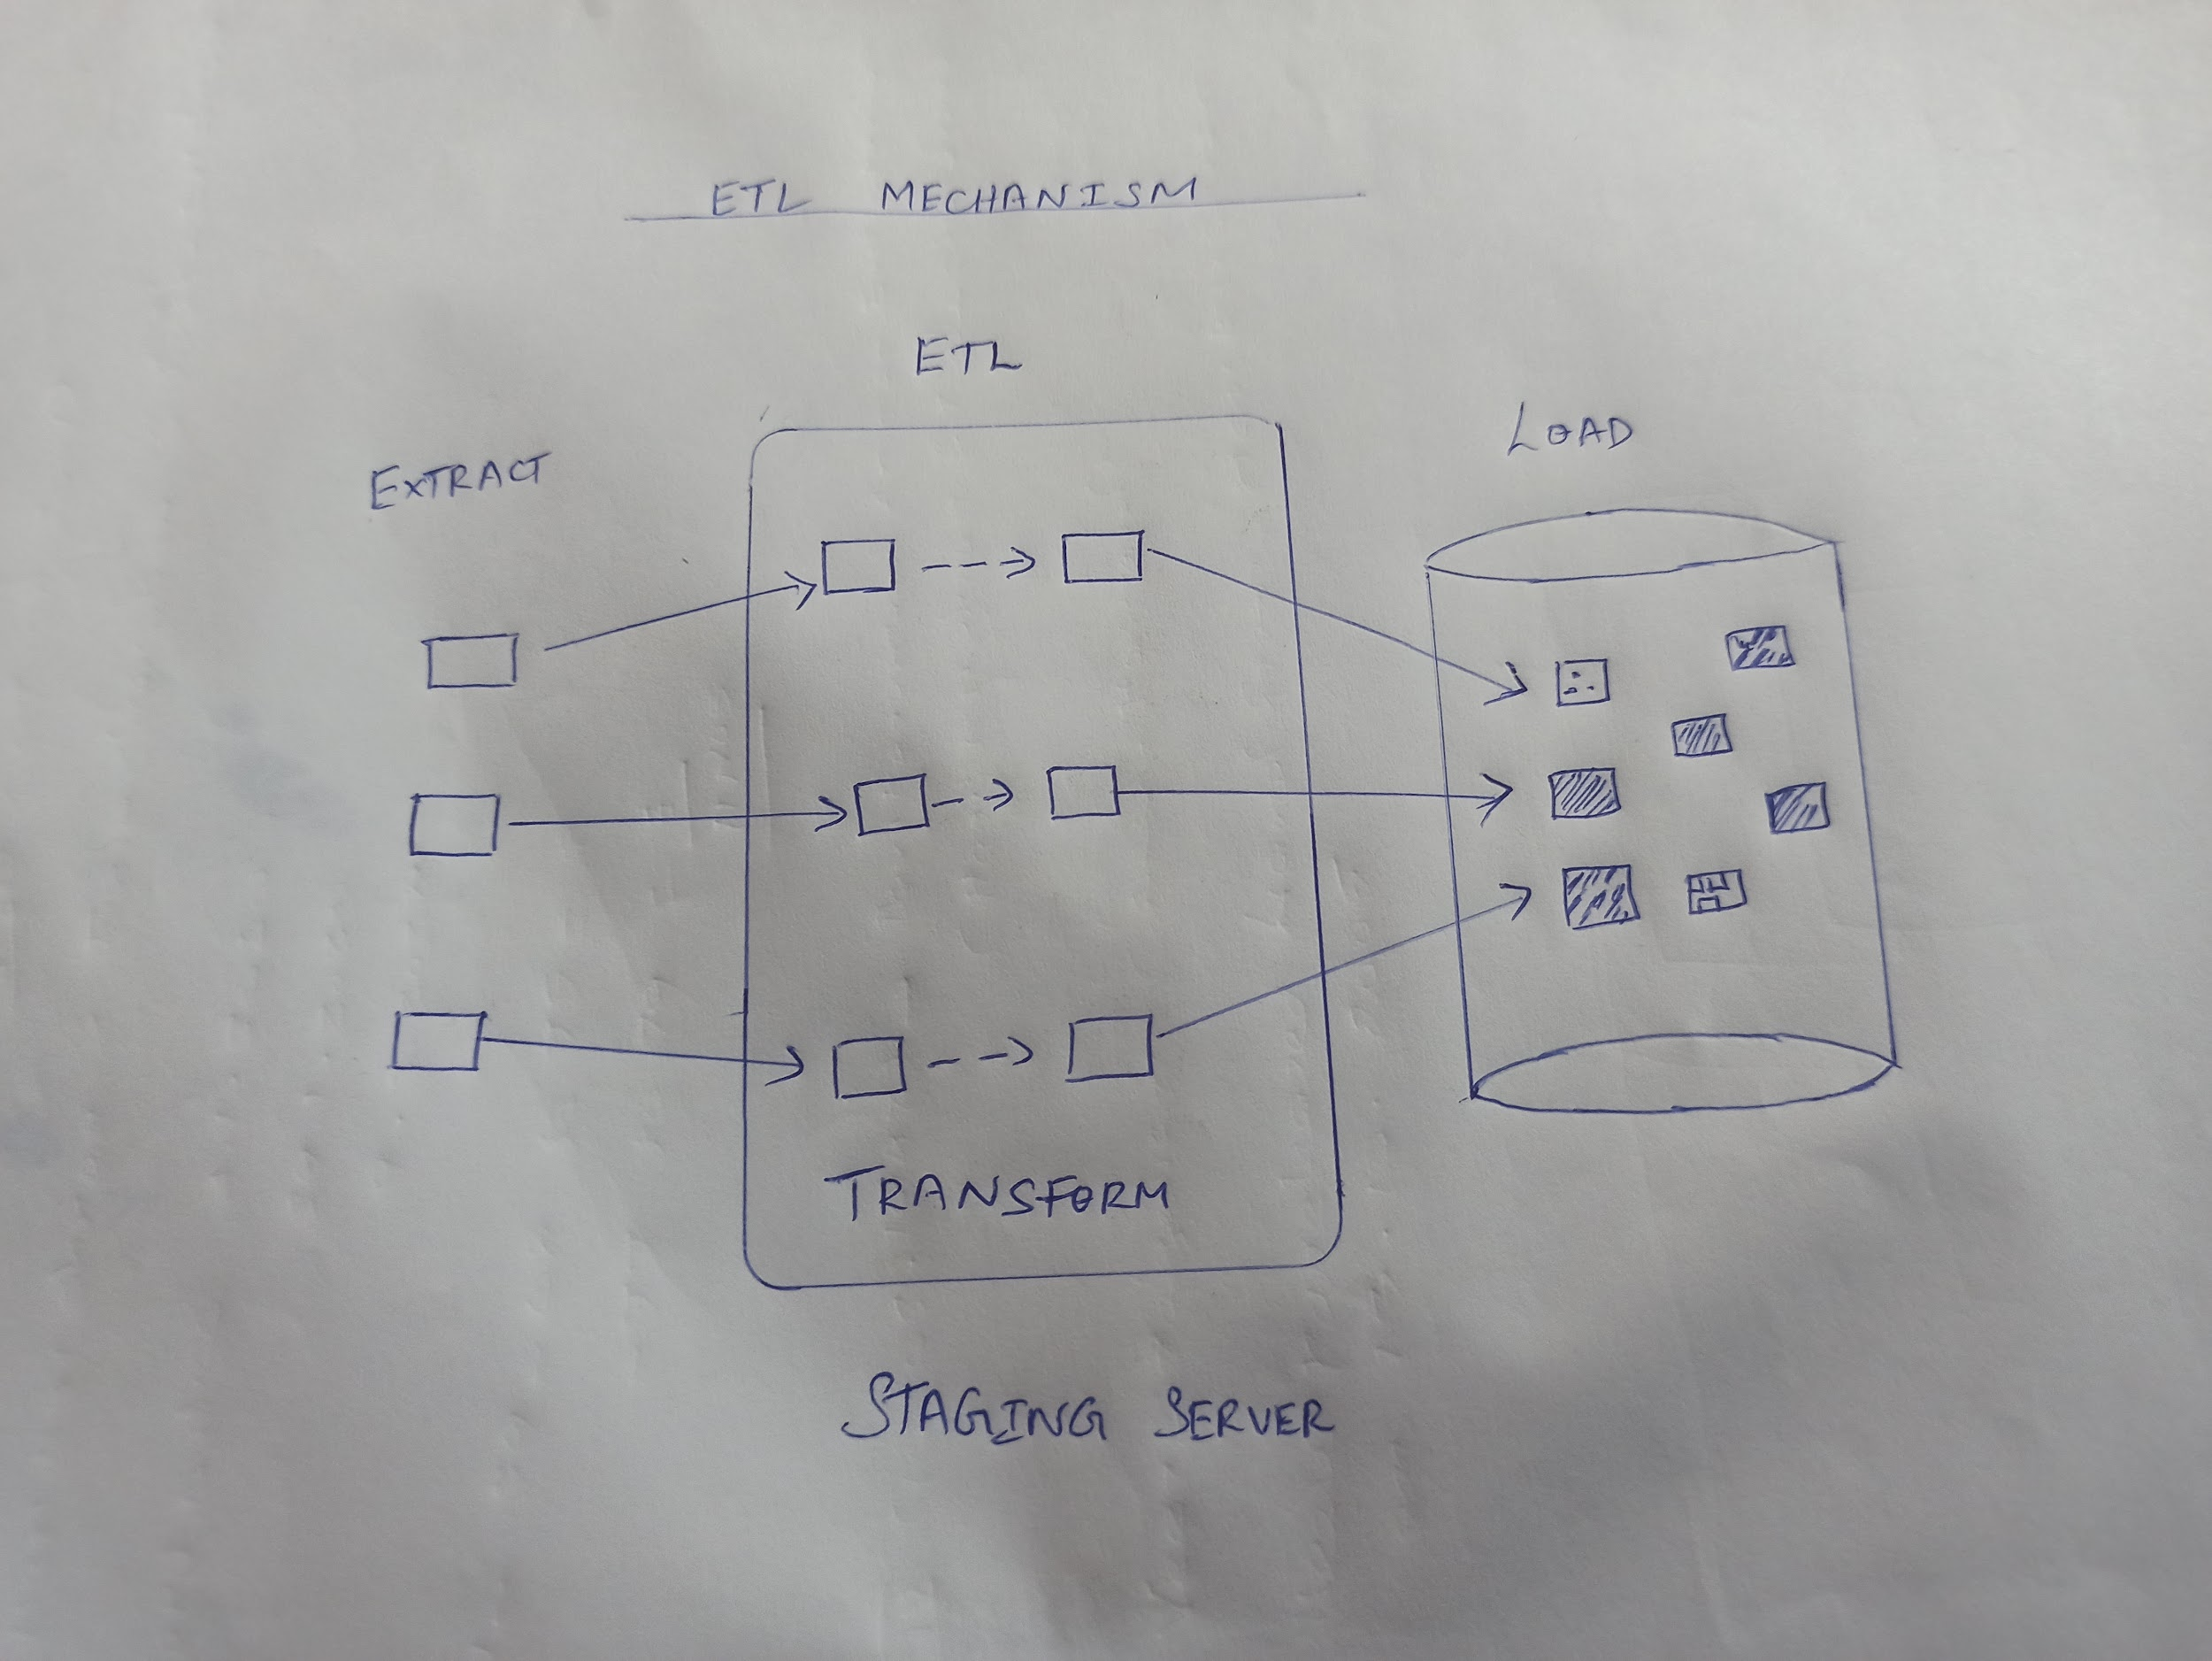 ETL MECHANISM
ETL
LOAD
EXTRACT
TRANSFORM
STAGING SERVER